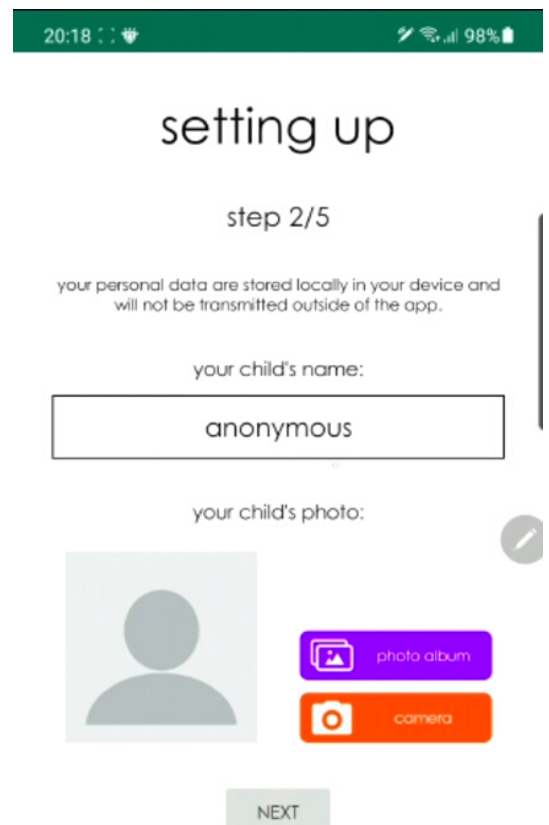 20:18 98%
setting up
step 2/5
your personal data are stored locally in your device and
will not be transmitted outside of the app.
your child's name:
anonymous
your child's photo:
photo album
camera
NEXT